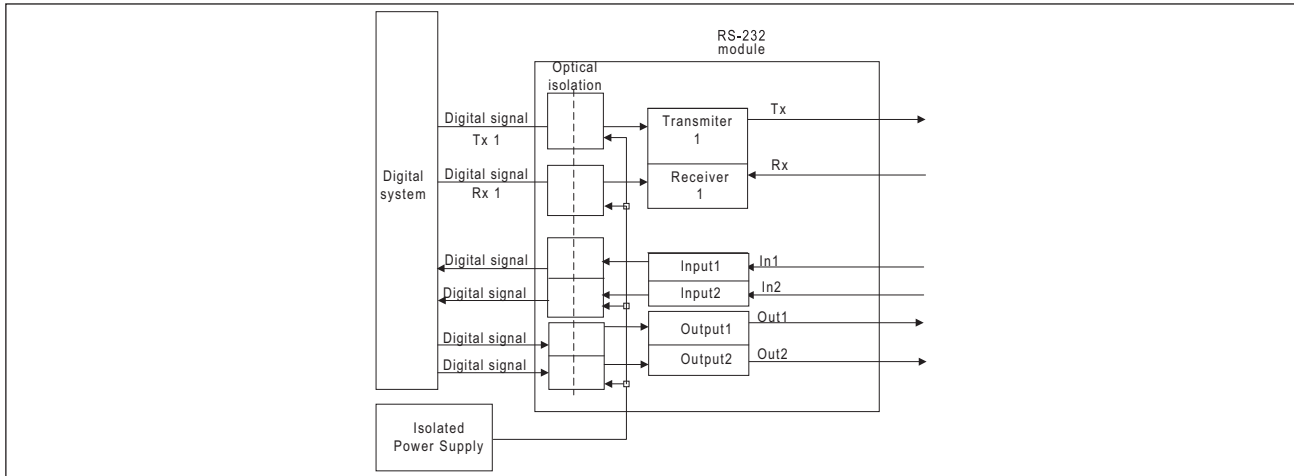 RS-232
module
Optical
isolation
Digital signal
Tx 1
Transmiter
1
Tx
Digital signal
Rx 1
Receiver
1
Rx
Digital
system
Digital signal
Input1
In1
Digital signal
Input2
In2
Digital signal
Output1
Out1
Digital signal
Output2
Out2
Isolated
Power Supply